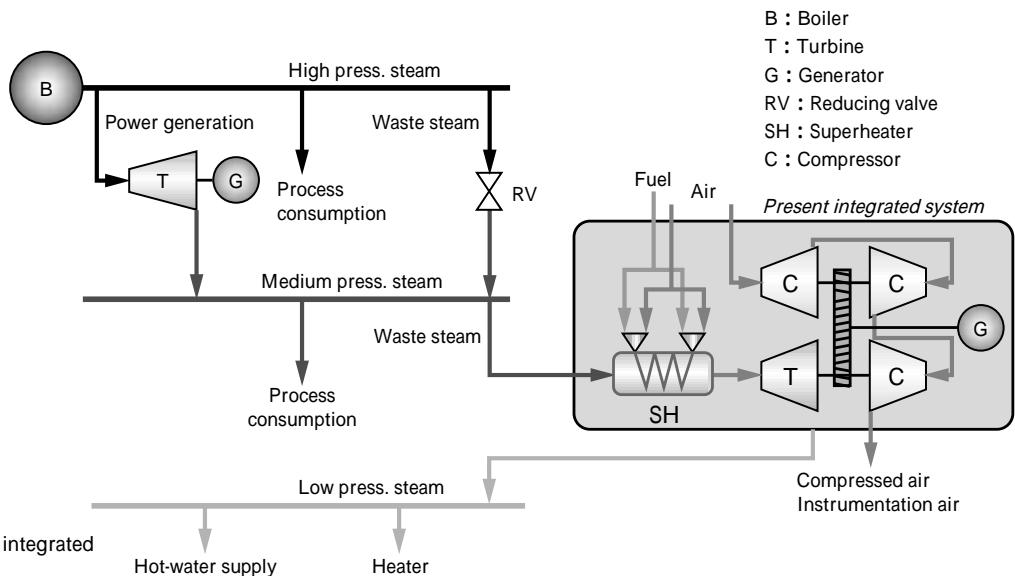 B : Boiler
T : Turbine
G : Generator
RV : Reducing valve
SH : Superheater
C : Compressor
High press. steam
B
Power generation
Waste steam
T
G
Process
consumption
RV
Fuel
Air
Present integrated system
Medium press. steam
C
C
Waste steam
G
T
C
Process
consumption
SH
Compressed air
Instrumentation air
Low press. steam
integrated
Hot-water supply
Heater